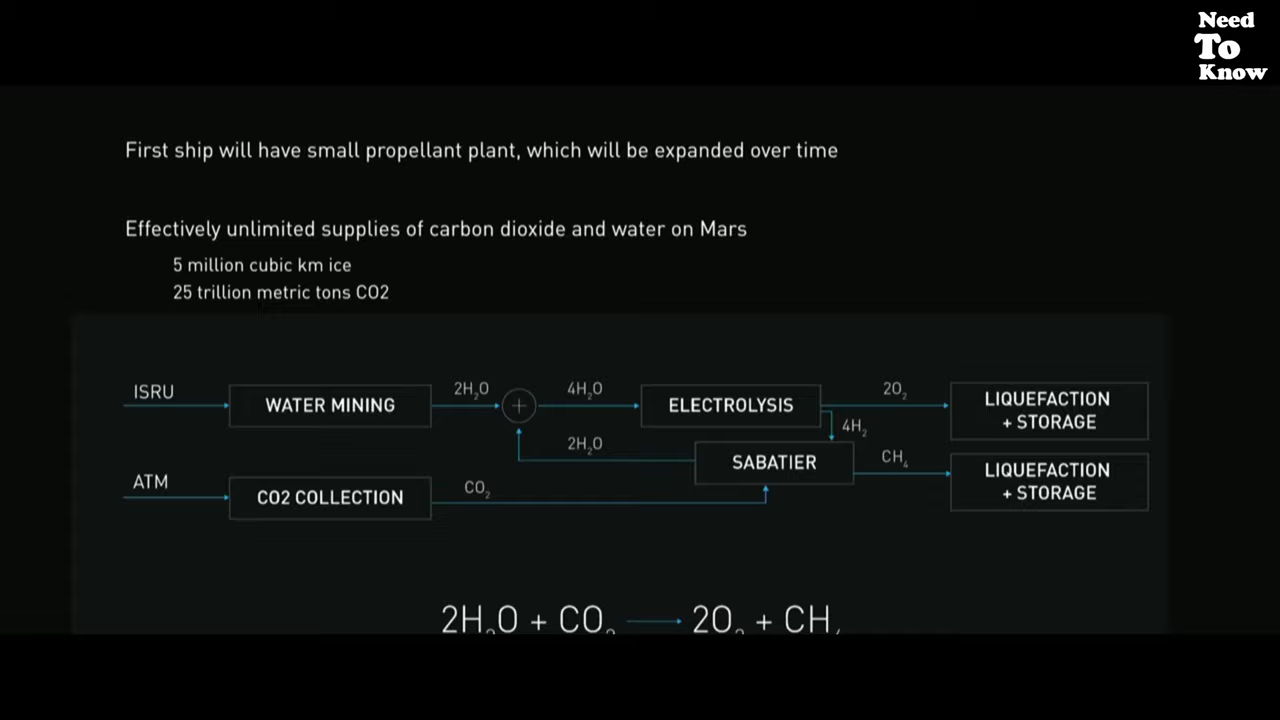 Need
To
Know
First ship will have small propellant plant, which will be expanded over time
Effectively unlimited supplies of carbon dioxide and water on Mars
5 million cubic km ice
25 trillion metric tons CO2
ISRU
WATER MINING
2H₂O
+
4H₂O
ELECTROLYSIS
2O₂
LIQUEFACTION
+ STORAGE
4H₂
2H₂O
SABATIER
CH₄
LIQUEFACTION
+ STORAGE
ATM
CO2 COLLECTION
CO₂
2H₂O + CO₂ → 2O₂ + CH₄